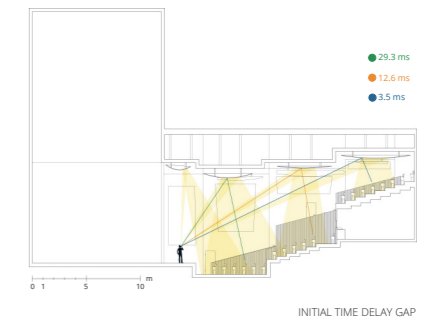 29.3 ms
12.6 ms
3.5 ms
m
0 1 5 10
INITIAL TIME DELAY GAP